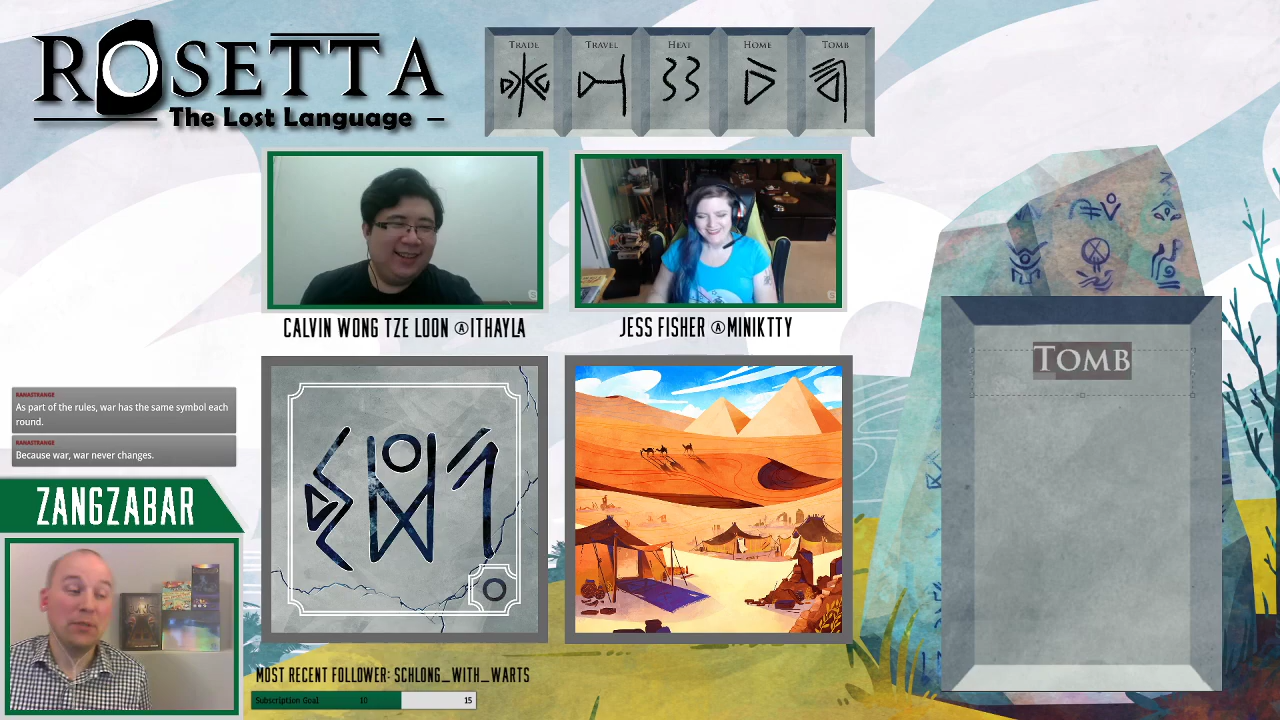 ROSETTA
The Lost Language
TRADE
TRAVEL
HEAT
HOME
TOMB
CALVIN WONG TZE LOON @ITHAYLA
JESS FISHER @MINIKTTY
TOMB
RANASTRANGE
As part of the rules, war has the same symbol each
round.
RANASTRANGE
Because war, war never changes.
ZANGZABAR
MOST RECENT FOLLOWER: SCHLONG_WITH_WARTS
Subscription Goal 10 15